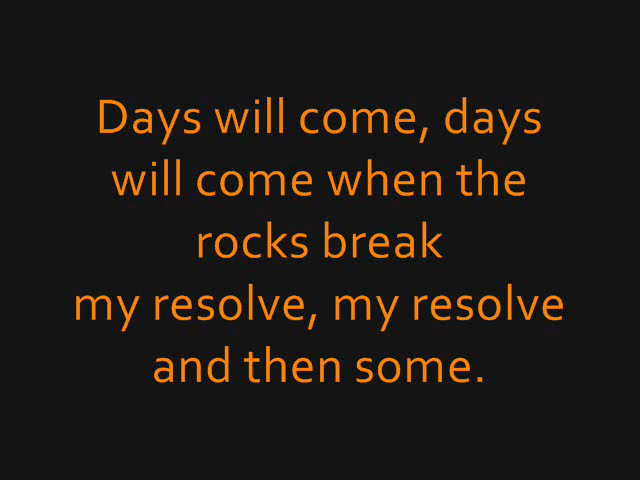 Days will come, days
will come when the
rocks break
my resolve, my resolve
and then some.